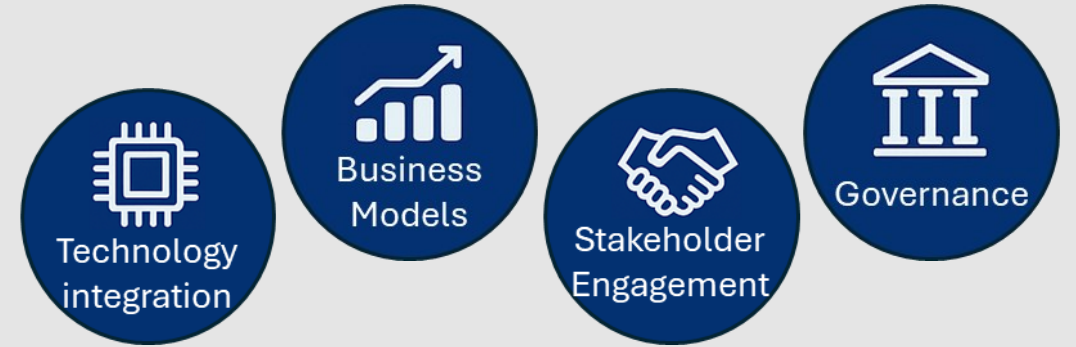 Technology
integration
Business
Models
Stakeholder
Engagement
Governance